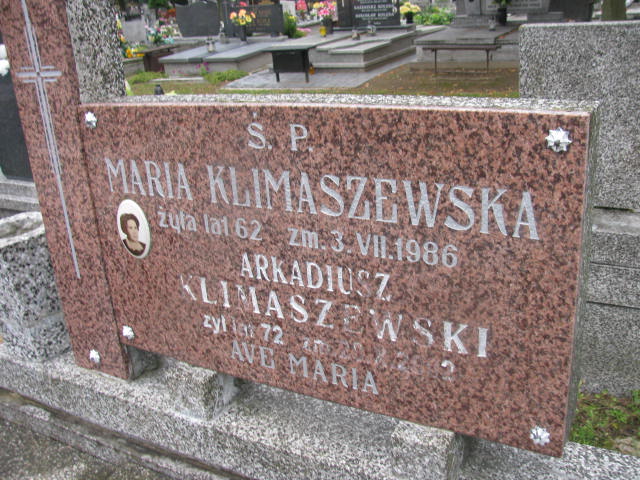 Ś. P.
MARIA KLIMASZEWSKA
żyła lat 62 zm. 3.VII.1986
ARKADIUSZ
KLIMASZEWSKI
żył lat 72
AVE MARIA